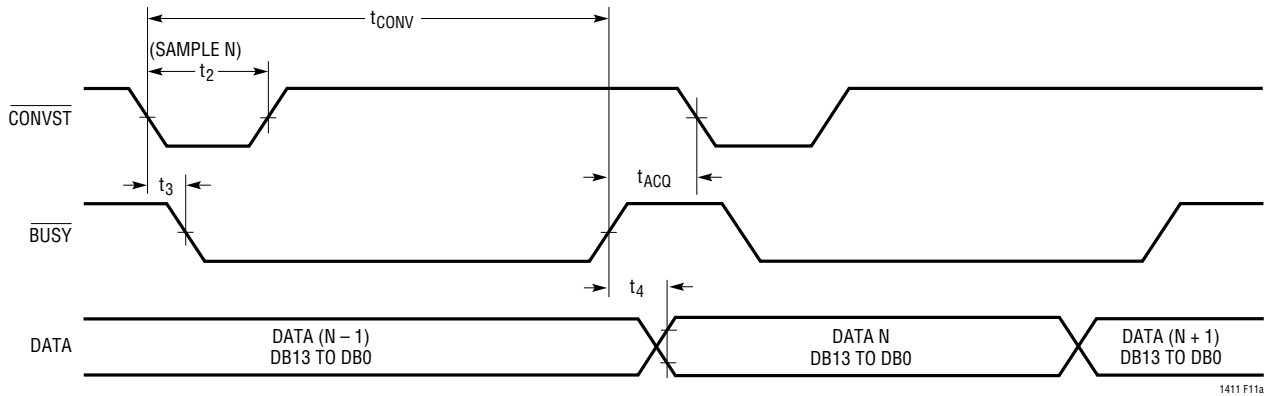 tCONV
(SAMPLE N)
t2
CONVST
t3
tACQ
BUSY
t4
DATA
DATA (N – 1)
DB13 TO DB0
DATA N
DB13 TO DB0
DATA (N + 1)
DB13 TO DB0
1411 F11a